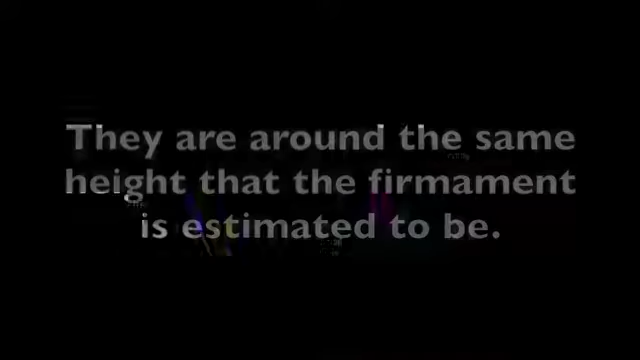 They are around the same
height that the firmament
is estimated to be.